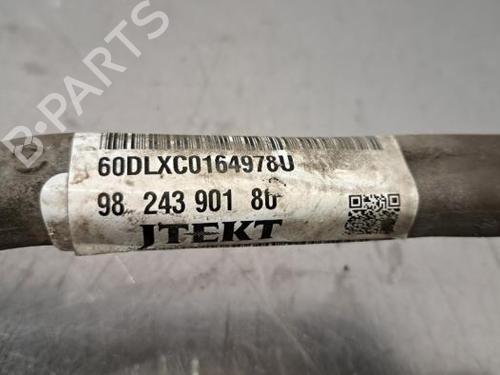 60DLXC0164978U
98 243 901 80
JTEKT
B-PARTS